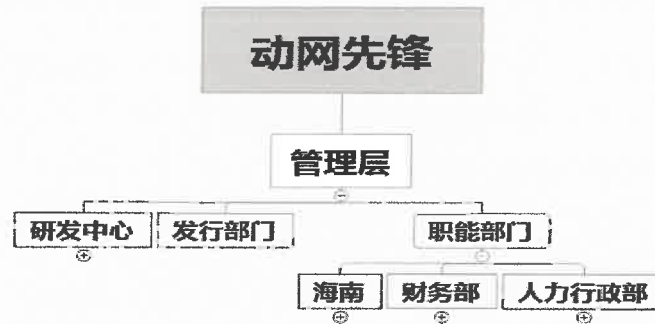 动网先锋
管理层
研发中心 发行部门 职能部门
海南 财务部 人力行政部